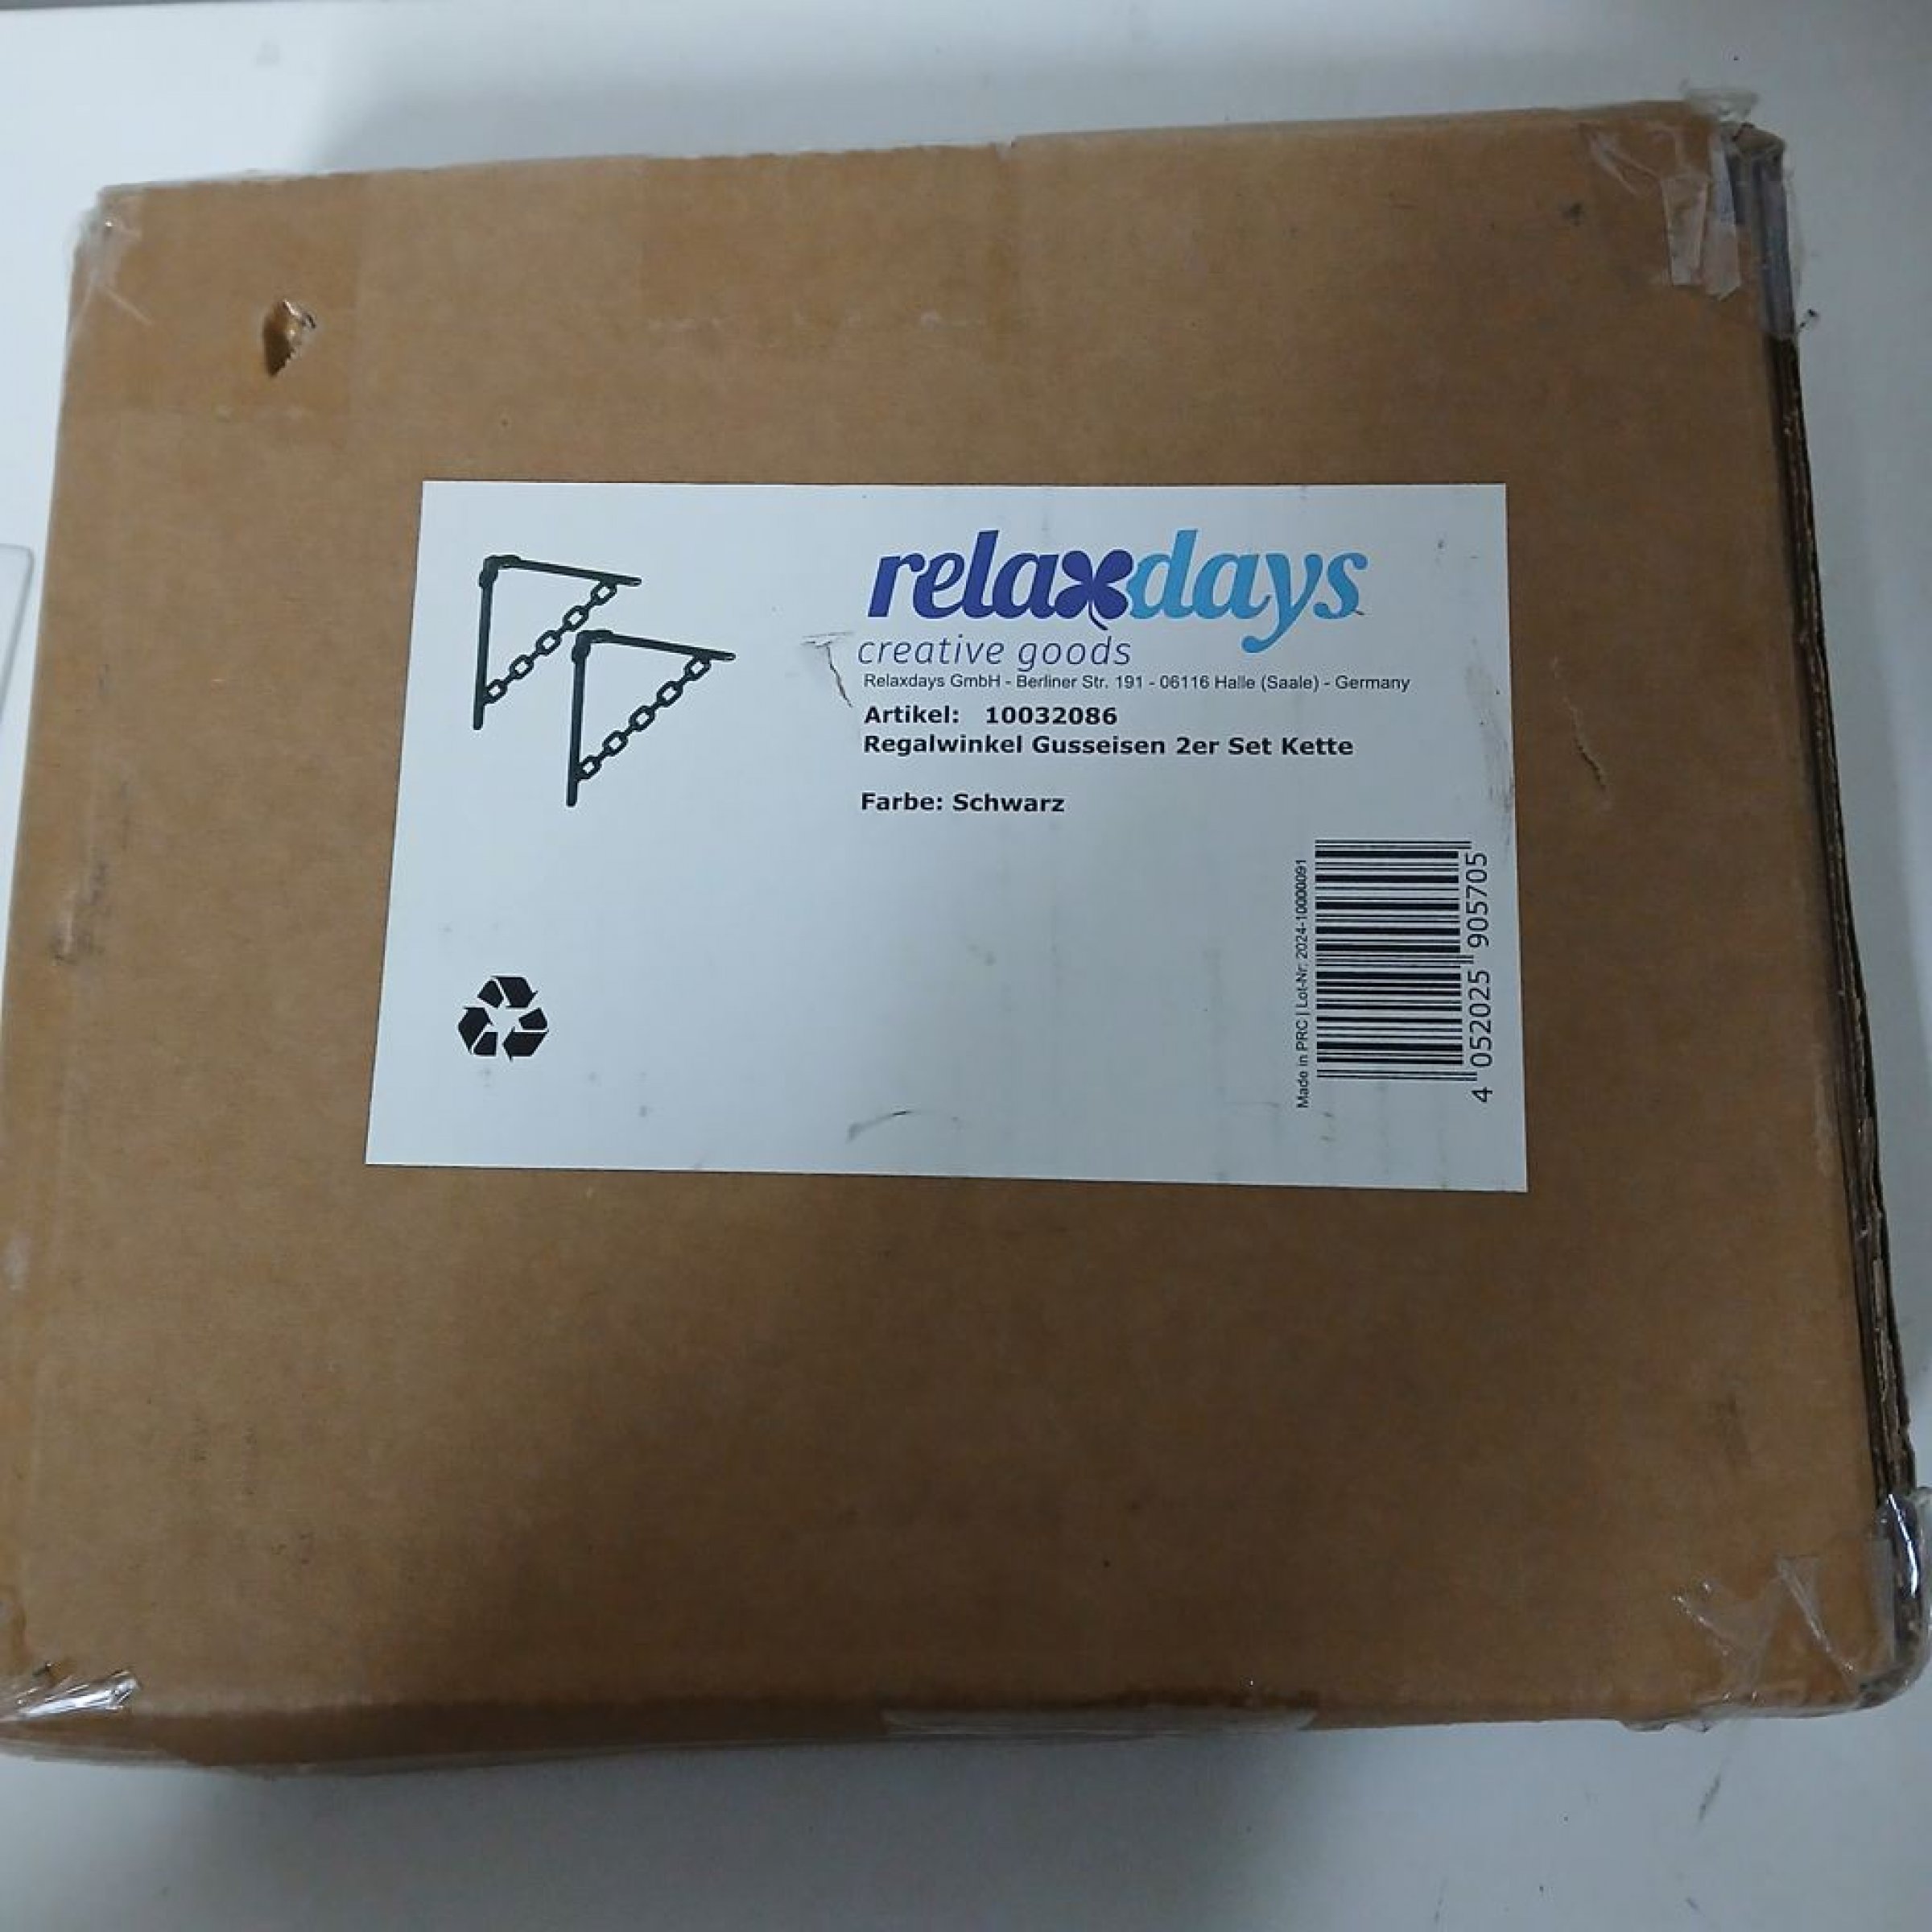 relaxdays
creative goods
Relaxdays GmbH - Berliner Str. 191 - 06116 Halle (Saale) - Germany
Artikel: 10032086
Regalwinkel Gusseisen 2er Set Kette
Farbe: Schwarz
Made in PRC | Lot-Nr: 2024-10000091
4 052025 905705